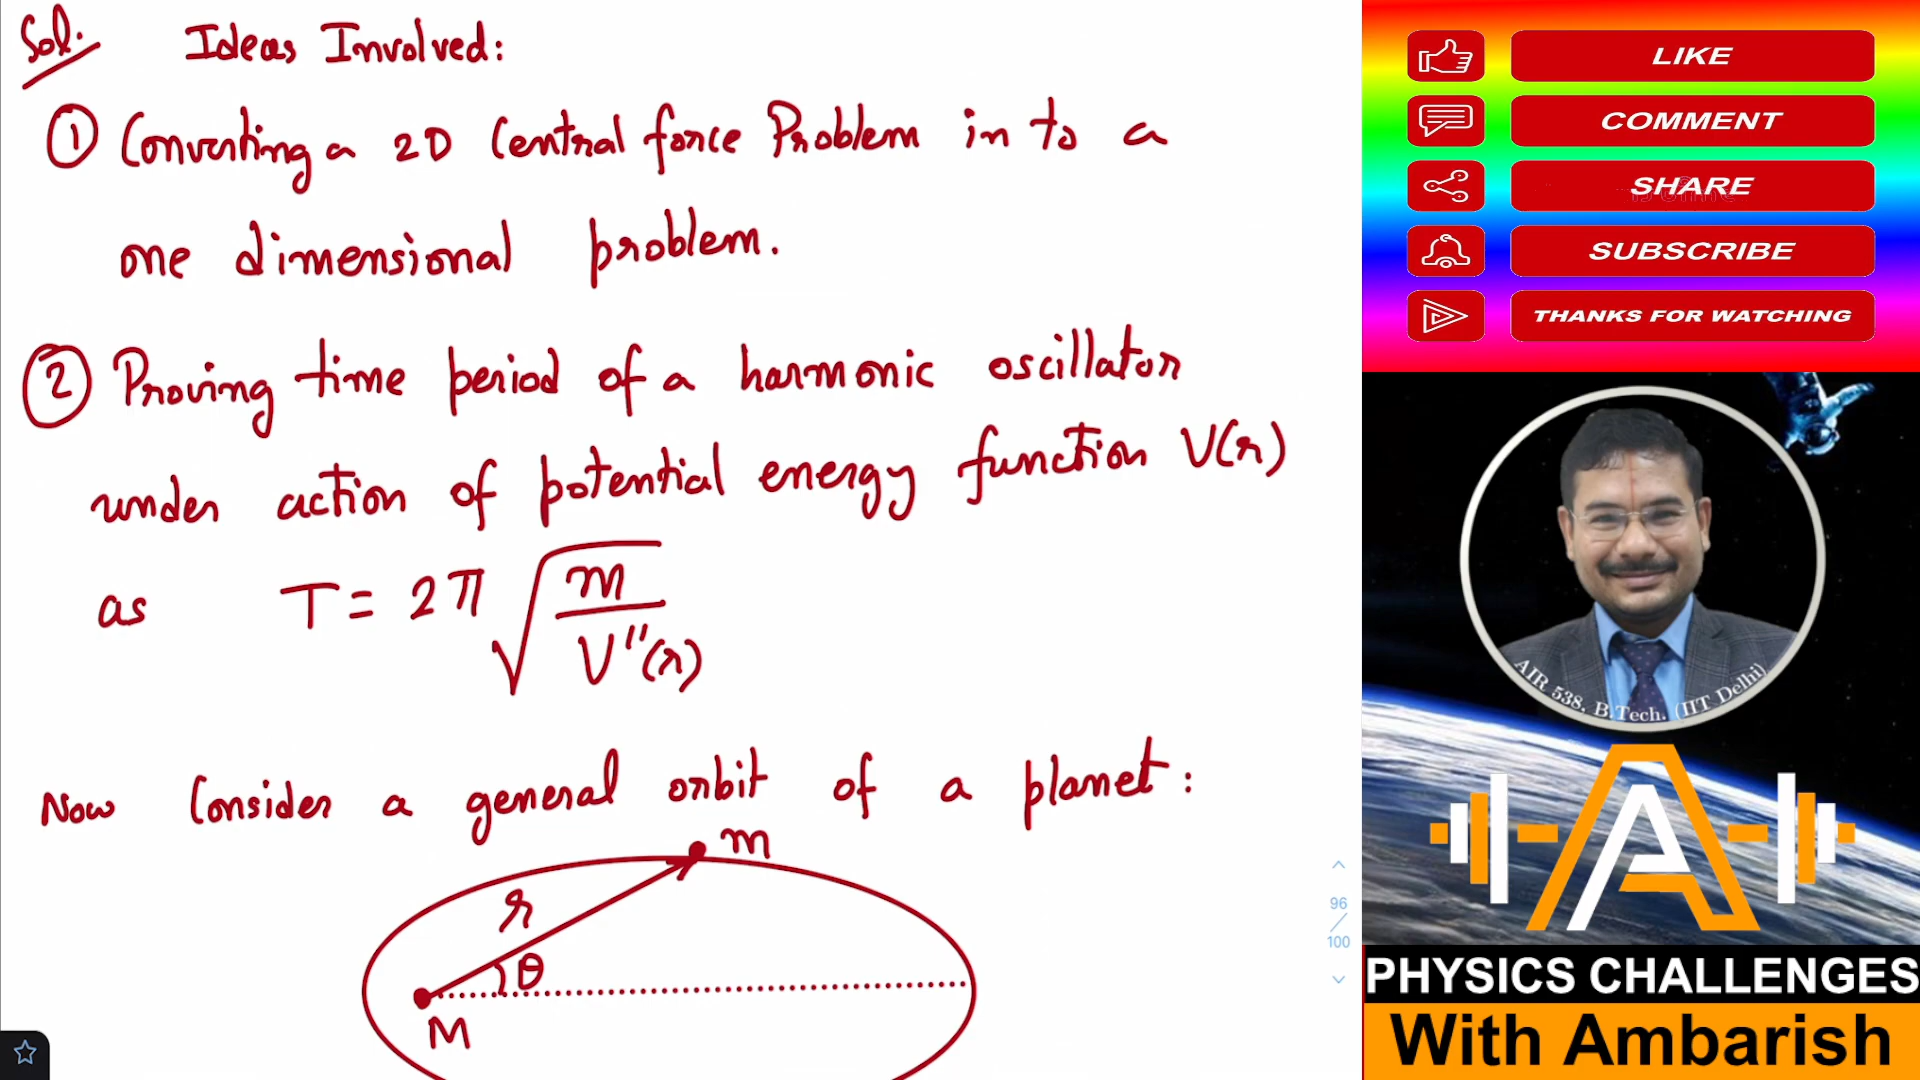 Sol. Ideas Involved:
① Converting a 2D Central force Problem in to a
one dimensional problem.
② Proving time period of a harmonic oscillator
under action of potential energy function V(r)
as T = 2π √(m / V''(r))
Now Consider a general orbit of a planet:
m
r
θ
M
96
/
100
LIKE
COMMENT
SHARE
SUBSCRIBE
THANKS FOR WATCHING
AIR 538, B.Tech. (IIT Delhi)
A
PHYSICS CHALLENGES
With Ambarish